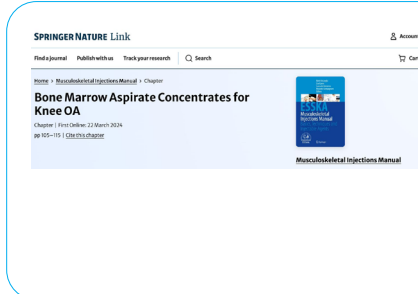 SPRINGER NATURE Link
Account
Find a journal Publish with us Track your research Search
Cart
Home > Musculoskeletal Injections Manual > Chapter
Bone Marrow Aspirate Concentrates for
Knee OA
Chapter | First Online: 22 March 2024
pp 105–115 | Cite this chapter
ESSKA
Musculoskeletal
Injections Manual
Musculoskeletal Injections Manual